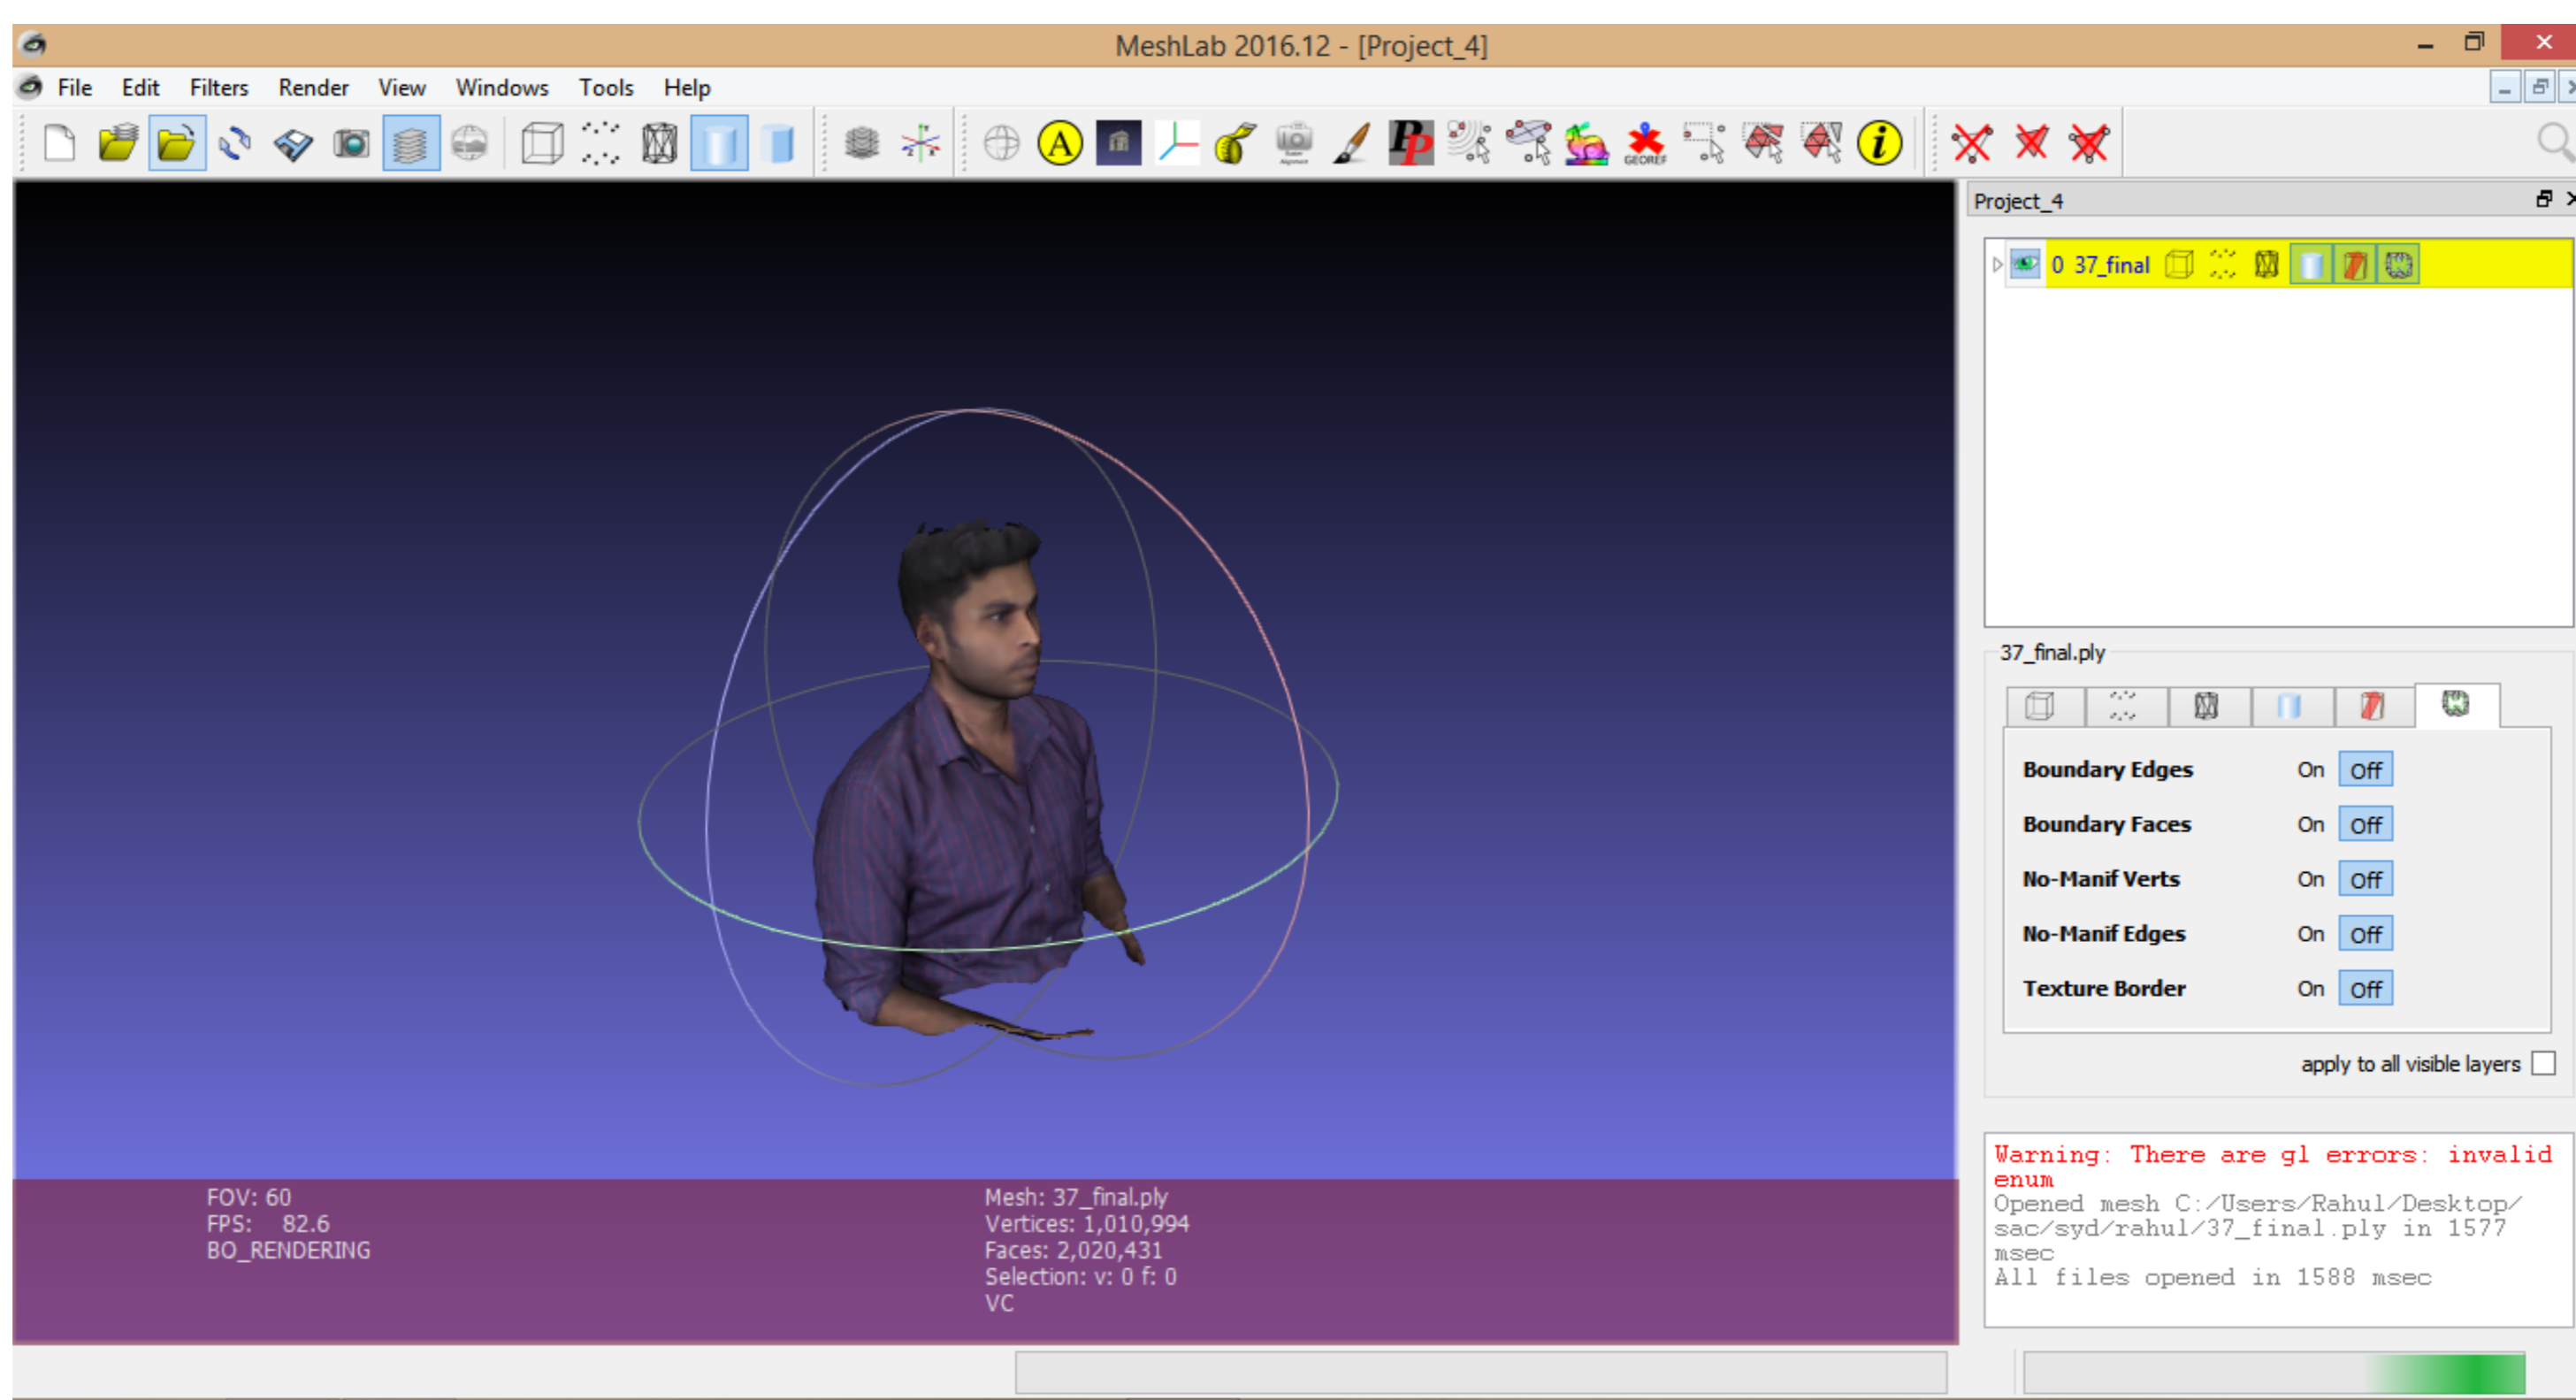 MeshLab 2016.12 - [Project_4]
File Edit Filters Render View Windows Tools Help
A
Pp
GEOREF
i
Project_4
0 37_final
37_final.ply
Boundary Edges On Off
Boundary Faces On Off
No-Manif Verts On Off
No-Manif Edges On Off
Texture Border On Off
apply to all visible layers
Warning: There are gl errors: invalid
enum
Opened mesh C:/Users/Rahul/Desktop/
sac/syd/rahul/37_final.ply in 1577
msec
All files opened in 1588 msec
FOV: 60
FPS: 82.6
BO_RENDERING
Mesh: 37_final.ply
Vertices: 1,010,994
Faces: 2,020,431
Selection: v: 0 f: 0
VC